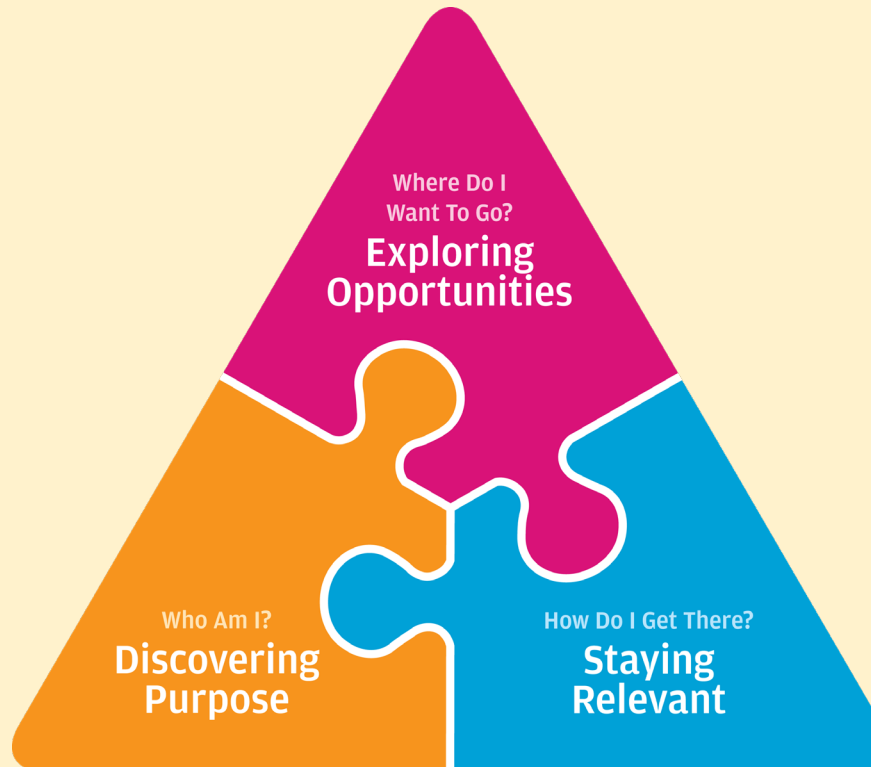 Where Do I
Want To Go?
Exploring
Opportunities
Who Am I?
Discovering
Purpose
How Do I Get There?
Staying
Relevant